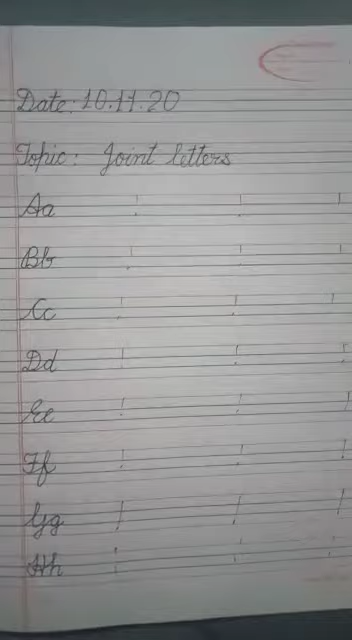 Date: 10.11.20
Topic: Joint letters
Aa
Bb
Cc
Dd
Ee
Ff
Gg
Hh